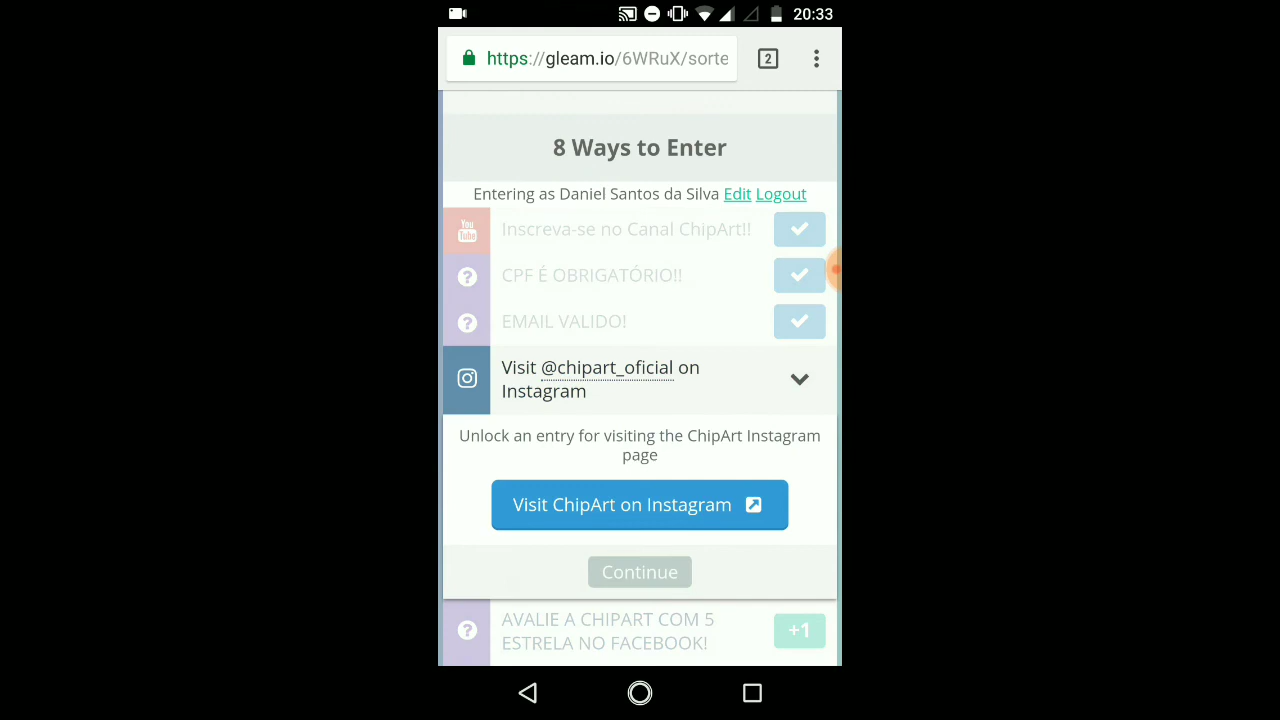 20:33
https://gleam.io/6WRuX/sorte
2
8 Ways to Enter
Entering as Daniel Santos da Silva Edit Logout
You
Tube
Inscreva-se no Canal ChipArt!!
? CPF É OBRIGATÓRIO!!
? EMAIL VALIDO!
Visit @chipart_oficial on
Instagram
Unlock an entry for visiting the ChipArt Instagram
page
Visit ChipArt on Instagram
Continue
? AVALIE A CHIPART COM 5
ESTRELA NO FACEBOOK!
+1